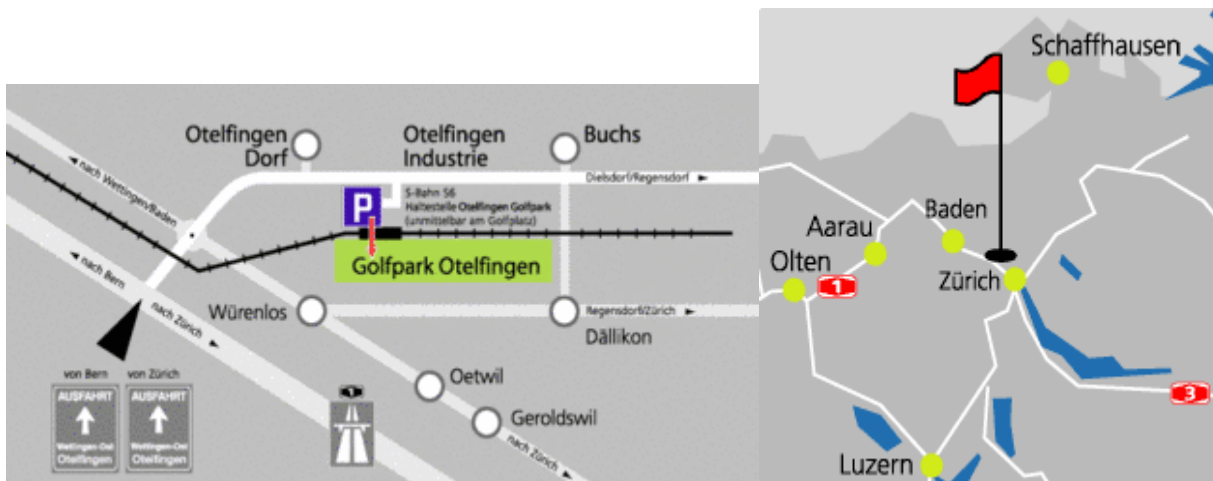 Otelfingen
Dorf
Otelfingen
Industrie
Buchs
nach Wettingen/Baden
Dielsdorf/Regensdorf
P
S-Bahn S6
Haltestelle Otelfingen Golfpark
(unmittelbar am Golfplatz)
Golfpark Otelfingen
nach Bern
nach Zürich
Würenlos
Regensdorf/Zürich
Dällikon
von Bern
von Zürich
AUSFAHRT
Wettingen-Ost
Otelfingen
AUSFAHRT
Wettingen-Ost
Otelfingen
1
Oetwil
Geroldswil
nach Zürich
Schaffhausen
Baden
Aarau
Olten
1
Zürich
3
Luzern